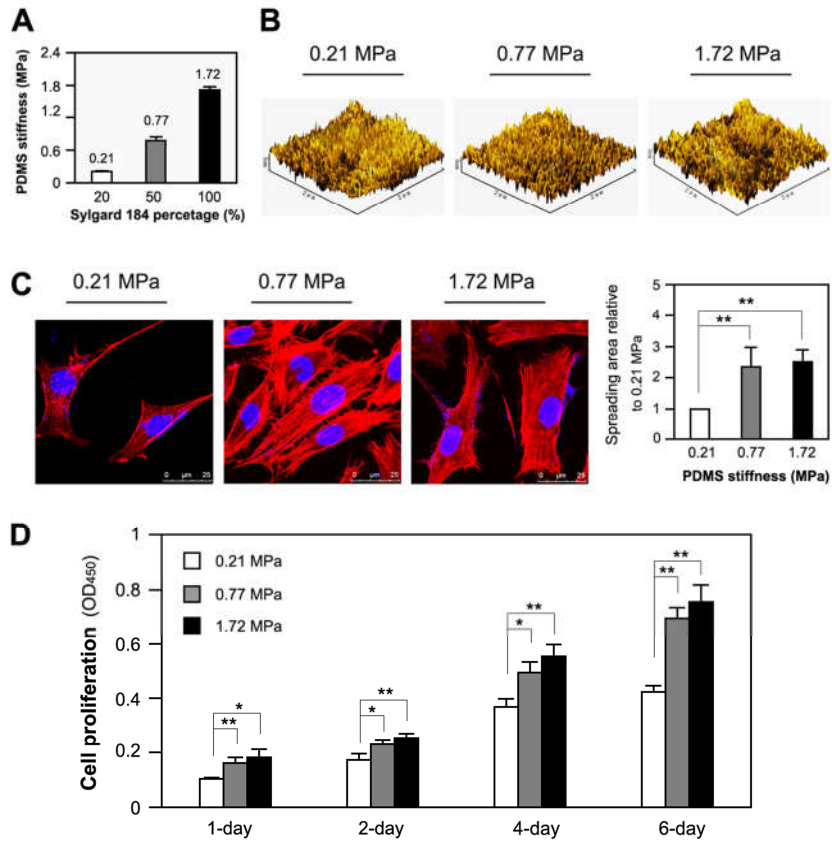 A
PDMS stiffness (MPa)
2.4
1.8
1.2
0.6
0
0.21
0.77
1.72
20
50
100
Sylgard 184 percetage (%)
B
0.21 MPa
0.77 MPa
1.72 MPa
C
0.21 MPa
0.77 MPa
1.72 MPa
0 μm 25
0 μm 25
0 μm 25
Spreading area relative
to 0.21 MPa
5
4
3
2
1
0
**
**
0.21
0.77
1.72
PDMS stiffness (MPa)
D
Cell proliferation (OD450)
1
0.8
0.6
0.4
0.2
0
0.21 MPa
0.77 MPa
1.72 MPa
*
**
**
*
**
*
**
**
1-day
2-day
4-day
6-day